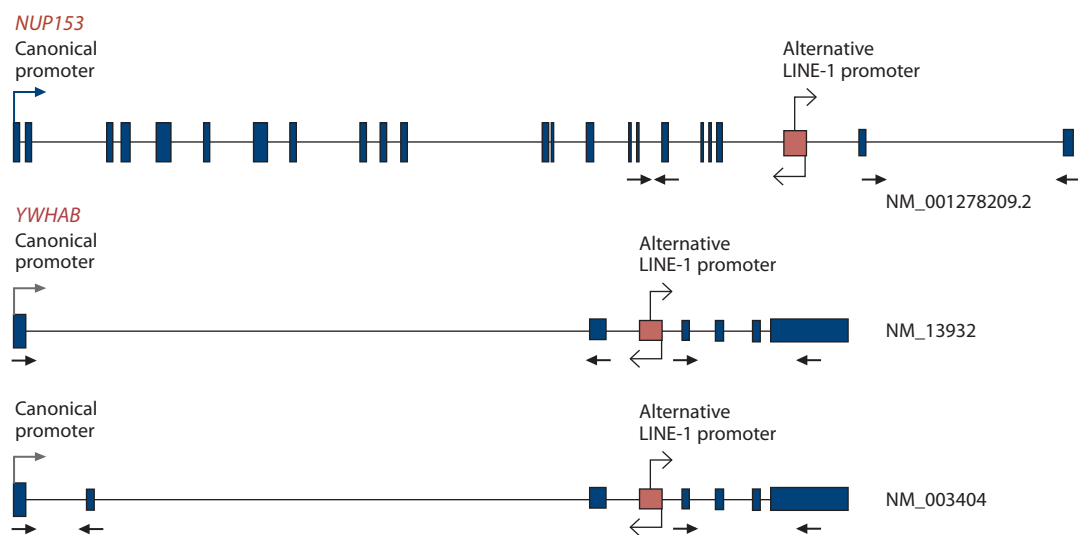 NUP153
Canonical
promoter
Alternative
LINE-1 promoter
NM_001278209.2
YWHAB
Canonical
promoter
Alternative
LINE-1 promoter
NM_13932
Canonical
promoter
Alternative
LINE-1 promoter
NM_003404